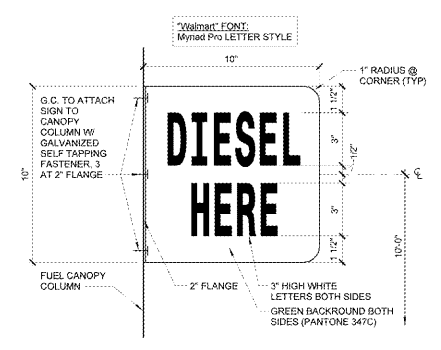 "Walmart" FONT:
Myriad Pro LETTER STYLE
10"
1" RADIUS @
CORNER (TYP)
G.C. TO ATTACH
SIGN TO
CANOPY
COLUMN W/
GALVANIZED
SELF TAPPING
FASTENER, 3
AT 2" FLANGE
10"
DIESEL
HERE
1 1/2"
3"
1/2"
3"
1 1/2"
℄
10'-0"
FUEL CANOPY
COLUMN
2" FLANGE
3" HIGH WHITE
LETTERS BOTH SIDES
GREEN BACKROUND BOTH
SIDES (PANTONE 347C)